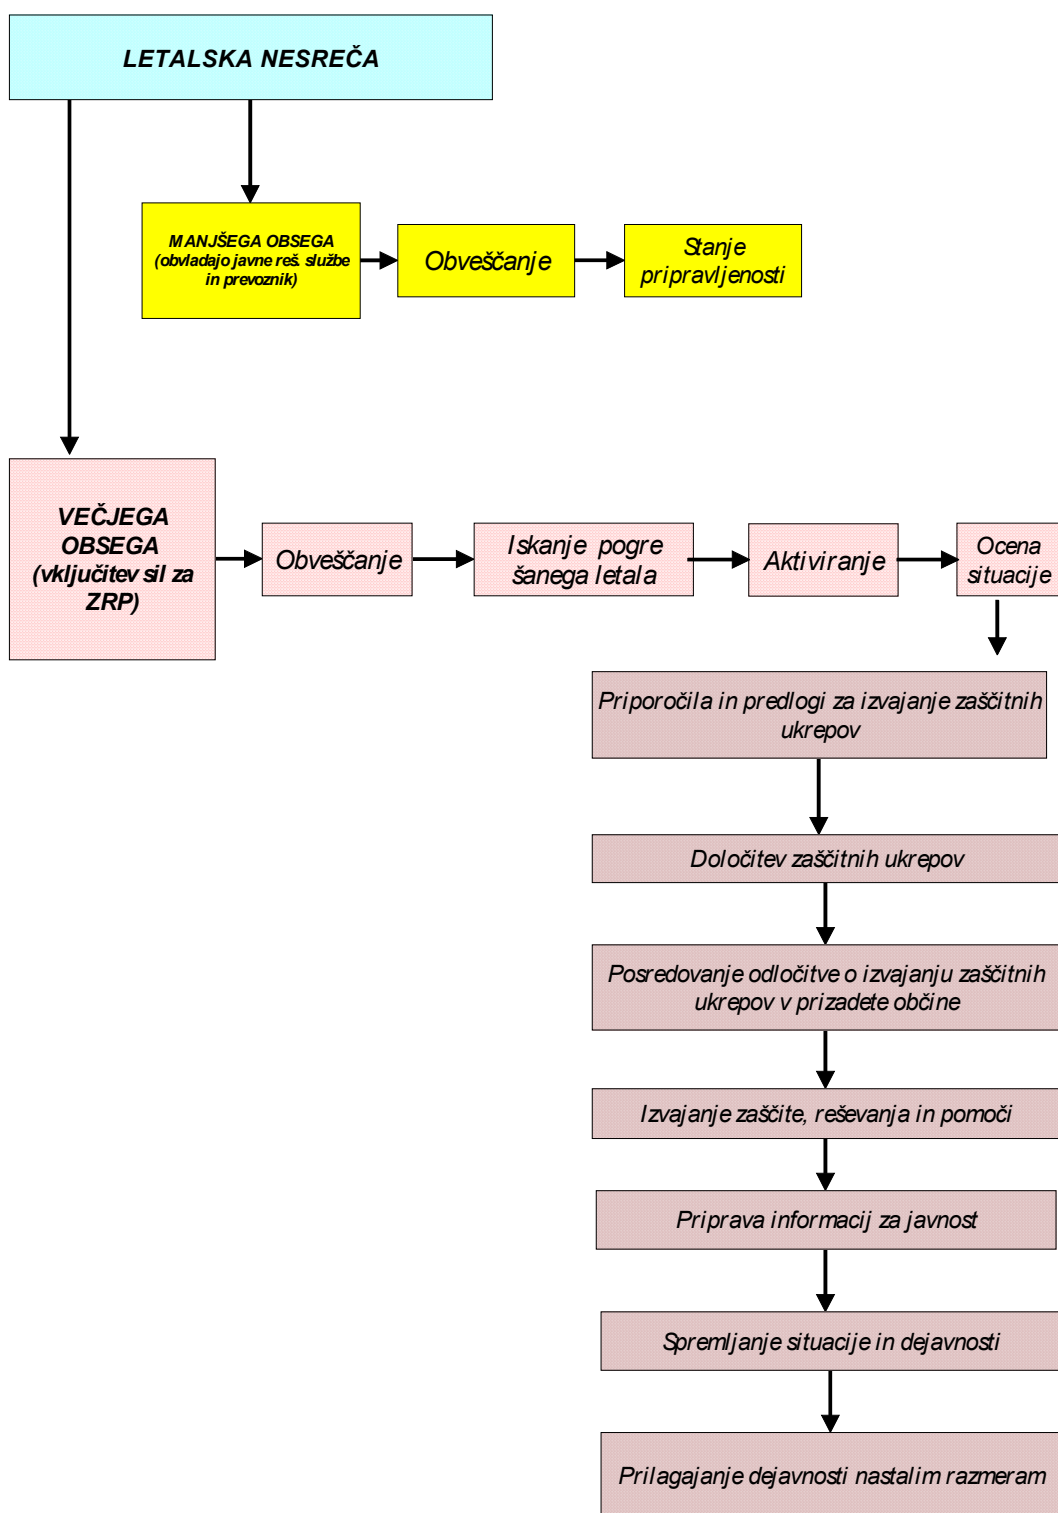 LETALSKA NESREČA
MANJŠEGA OBSEGA
(obvladajo javne reš. službe
in prevoznik)
Obveščanje
Stanje
pripravljenosti
VEČJEGA
OBSEGA
(vključitev sil za
ZRP)
Obveščanje
Iskanje pogre
šanega letala
Aktiviranje
Ocena
situacije
Priporočila in predlogi za izvajanje zaščitnih
ukrepov
Določitev zaščitnih ukrepov
Posredovanje odločitve o izvajanju zaščitnih
ukrepov v prizadete občine
Izvajanje zaščite, reševanja in pomoči
Priprava informacij za javnost
Spremljanje situacije in dejavnosti
Prilagajanje dejavnosti nastalim razmeram